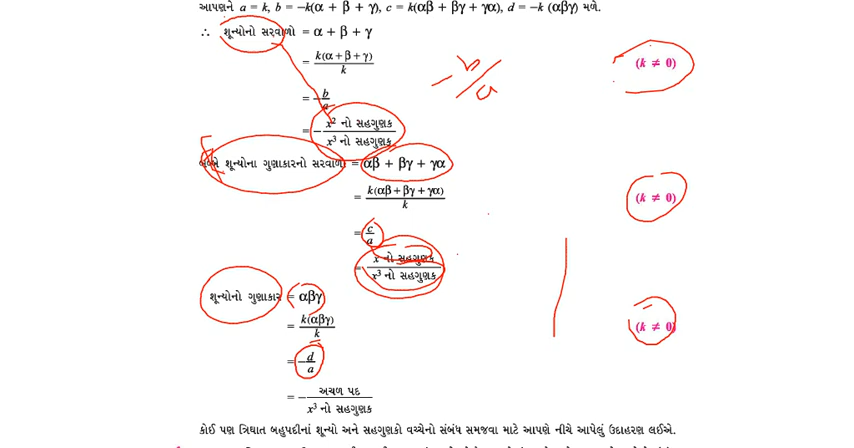 આપણને a = k, b = –k(α + β + γ), c = k(αβ + βγ + γα), d = –k (αβγ) મળે.
∴ શૂન્યોનો સરવાળો = α + β + γ
= k(α + β + γ) / k (k ≠ 0)
– b/a
= – b/a
= – x² નો સહગુણક / x³ નો સહગુણક
બબ્બે શૂન્યોના ગુણાકારનો સરવાળો = αβ + βγ + γα
= k(αβ + βγ + γα) / k (k ≠ 0)
= c/a
= x નો સહગુણક / x³ નો સહગુણક
શૂન્યોનો ગુણાકાર = αβγ
= k(αβγ) / k (k ≠ 0)
= – d/a
= – અચળ પદ / x³ નો સહગુણક
કોઈ પણ ત્રિઘાત બહુપદીનાં શૂન્યો અને સહગુણકો વચ્ચેનો સંબંધ સમજવા માટે આપણે નીચે આપેલું ઉદાહરણ લઈએ.